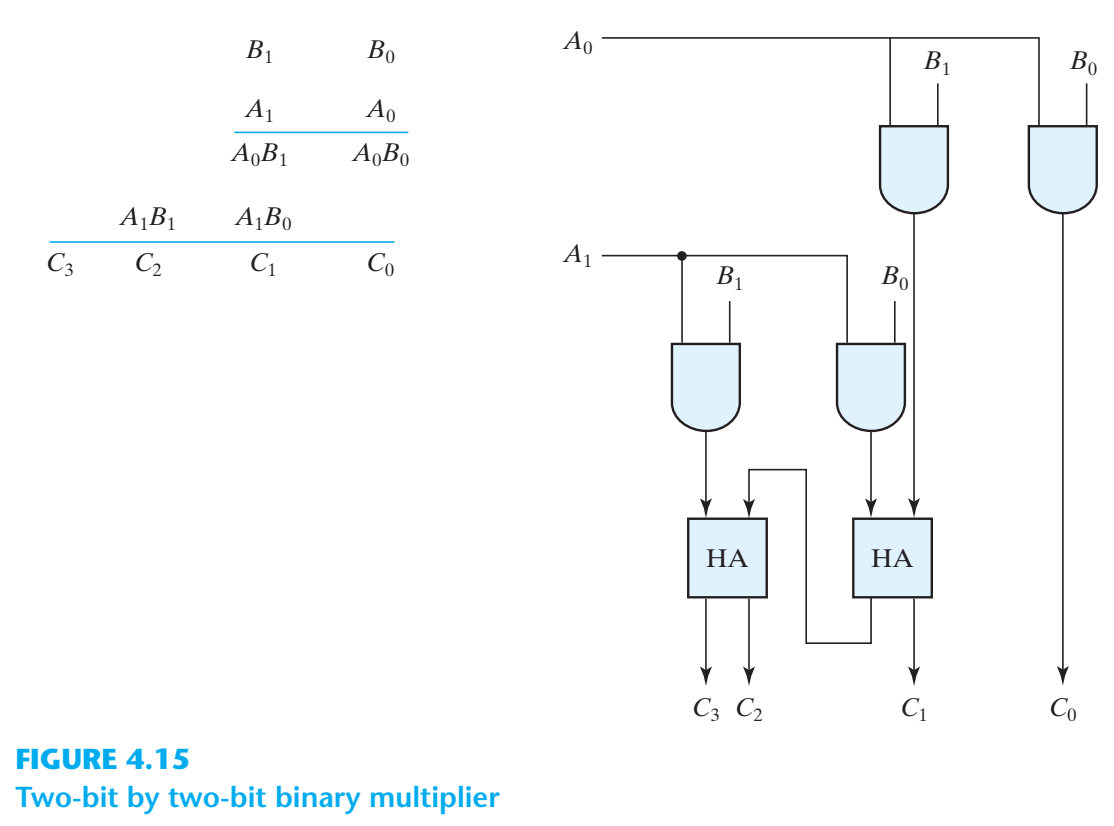 B₁ B₀
A₁ A₀
A₀B₁ A₀B₀
A₁B₁ A₁B₀
C₃ C₂ C₁ C₀
A₀
B₁ B₀
A₁
B₁ B₀
HA HA
C₃ C₂ C₁ C₀
FIGURE 4.15
Two-bit by two-bit binary multiplier